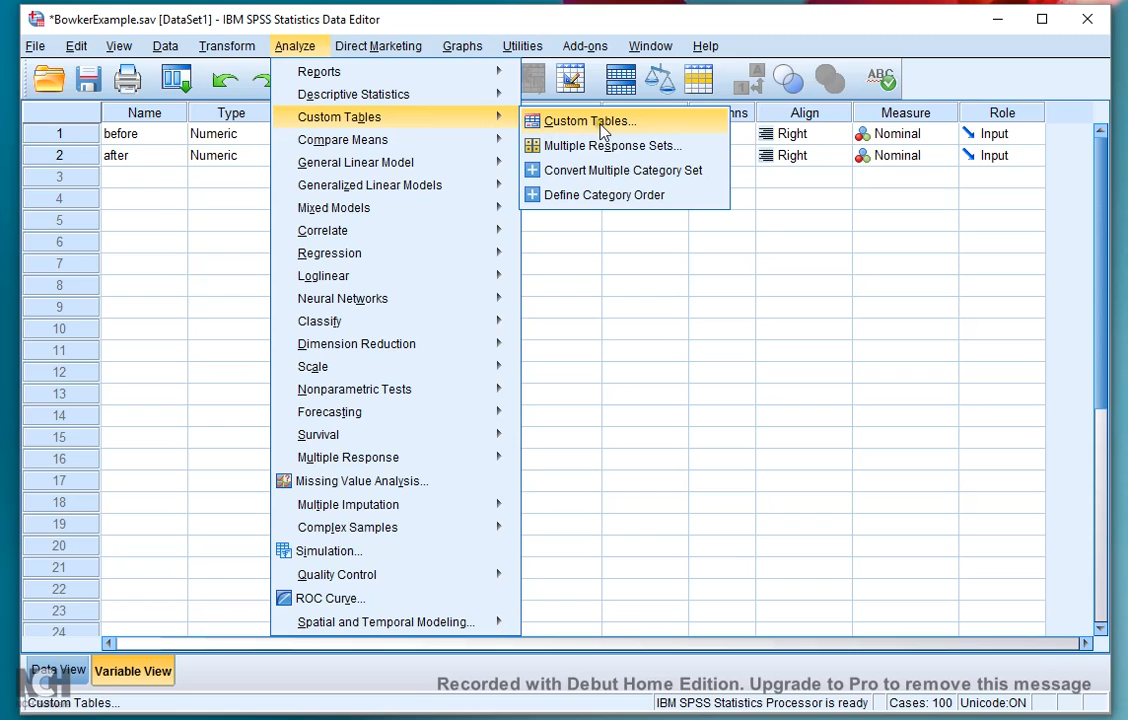 *BowkerExample.sav [DataSet1] - IBM SPSS Statistics Data Editor
File Edit View Data Transform Analyze Direct Marketing Graphs Utilities Add-ons Window Help
A
ABC
Name Type Align Measure Role
1 before Numeric Right Nominal Input
2 after Numeric Right Nominal Input
3
4
5
6
7
8
9
10
11
12
13
14
15
16
17
18
19
20
21
22
23
24
Reports
Descriptive Statistics
Custom Tables
Compare Means
General Linear Model
Generalized Linear Models
Mixed Models
Correlate
Regression
Loglinear
Neural Networks
Classify
Dimension Reduction
Scale
Nonparametric Tests
Forecasting
Survival
Multiple Response
Missing Value Analysis...
Multiple Imputation
Complex Samples
Simulation...
Quality Control
ROC Curve...
Spatial and Temporal Modeling...
Custom Tables...
Multiple Response Sets...
Convert Multiple Category Set
Define Category Order
Data View Variable View
NCH
Recorded with Debut Home Edition. Upgrade to Pro to remove this message
Custom Tables... IBM SPSS Statistics Processor is ready Cases: 100 Unicode:ON